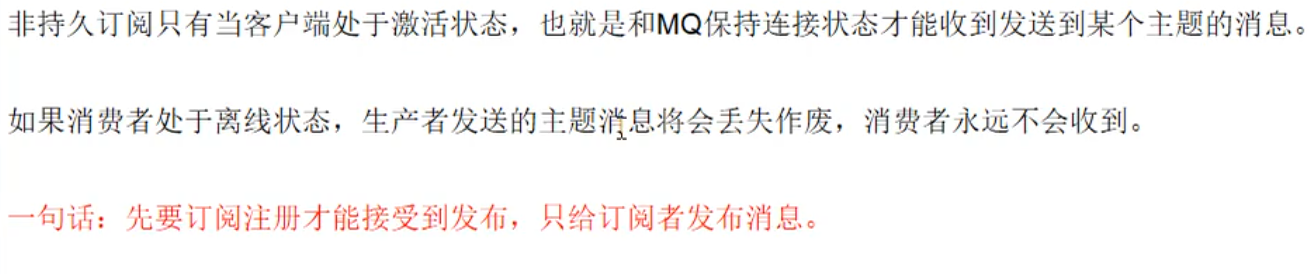 非持久订阅只有当客户端处于激活状态，也就是和MQ保持连接状态才能收到发送到某个主题的消息。
如果消费者处于离线状态，生产者发送的主题消息将会丢失作废，消费者永远不会收到。
一句话：先要订阅注册才能接受到发布，只给订阅者发布消息。